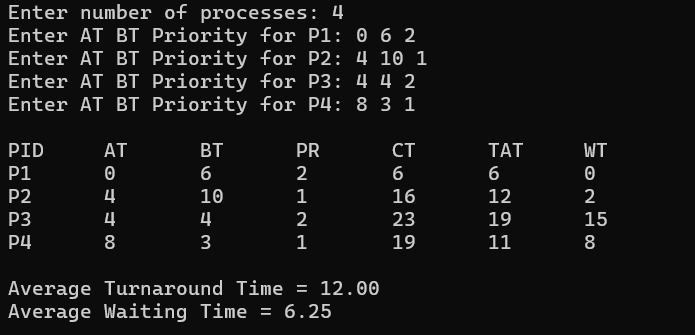 Enter number of processes: 4
Enter AT BT Priority for P1: 0 6 2
Enter AT BT Priority for P2: 4 10 1
Enter AT BT Priority for P3: 4 4 2
Enter AT BT Priority for P4: 8 3 1
PID AT BT PR CT TAT WT
P1 0 6 2 6 6 0
P2 4 10 1 16 12 2
P3 4 4 2 23 19 15
P4 8 3 1 19 11 8
Average Turnaround Time = 12.00
Average Waiting Time = 6.25